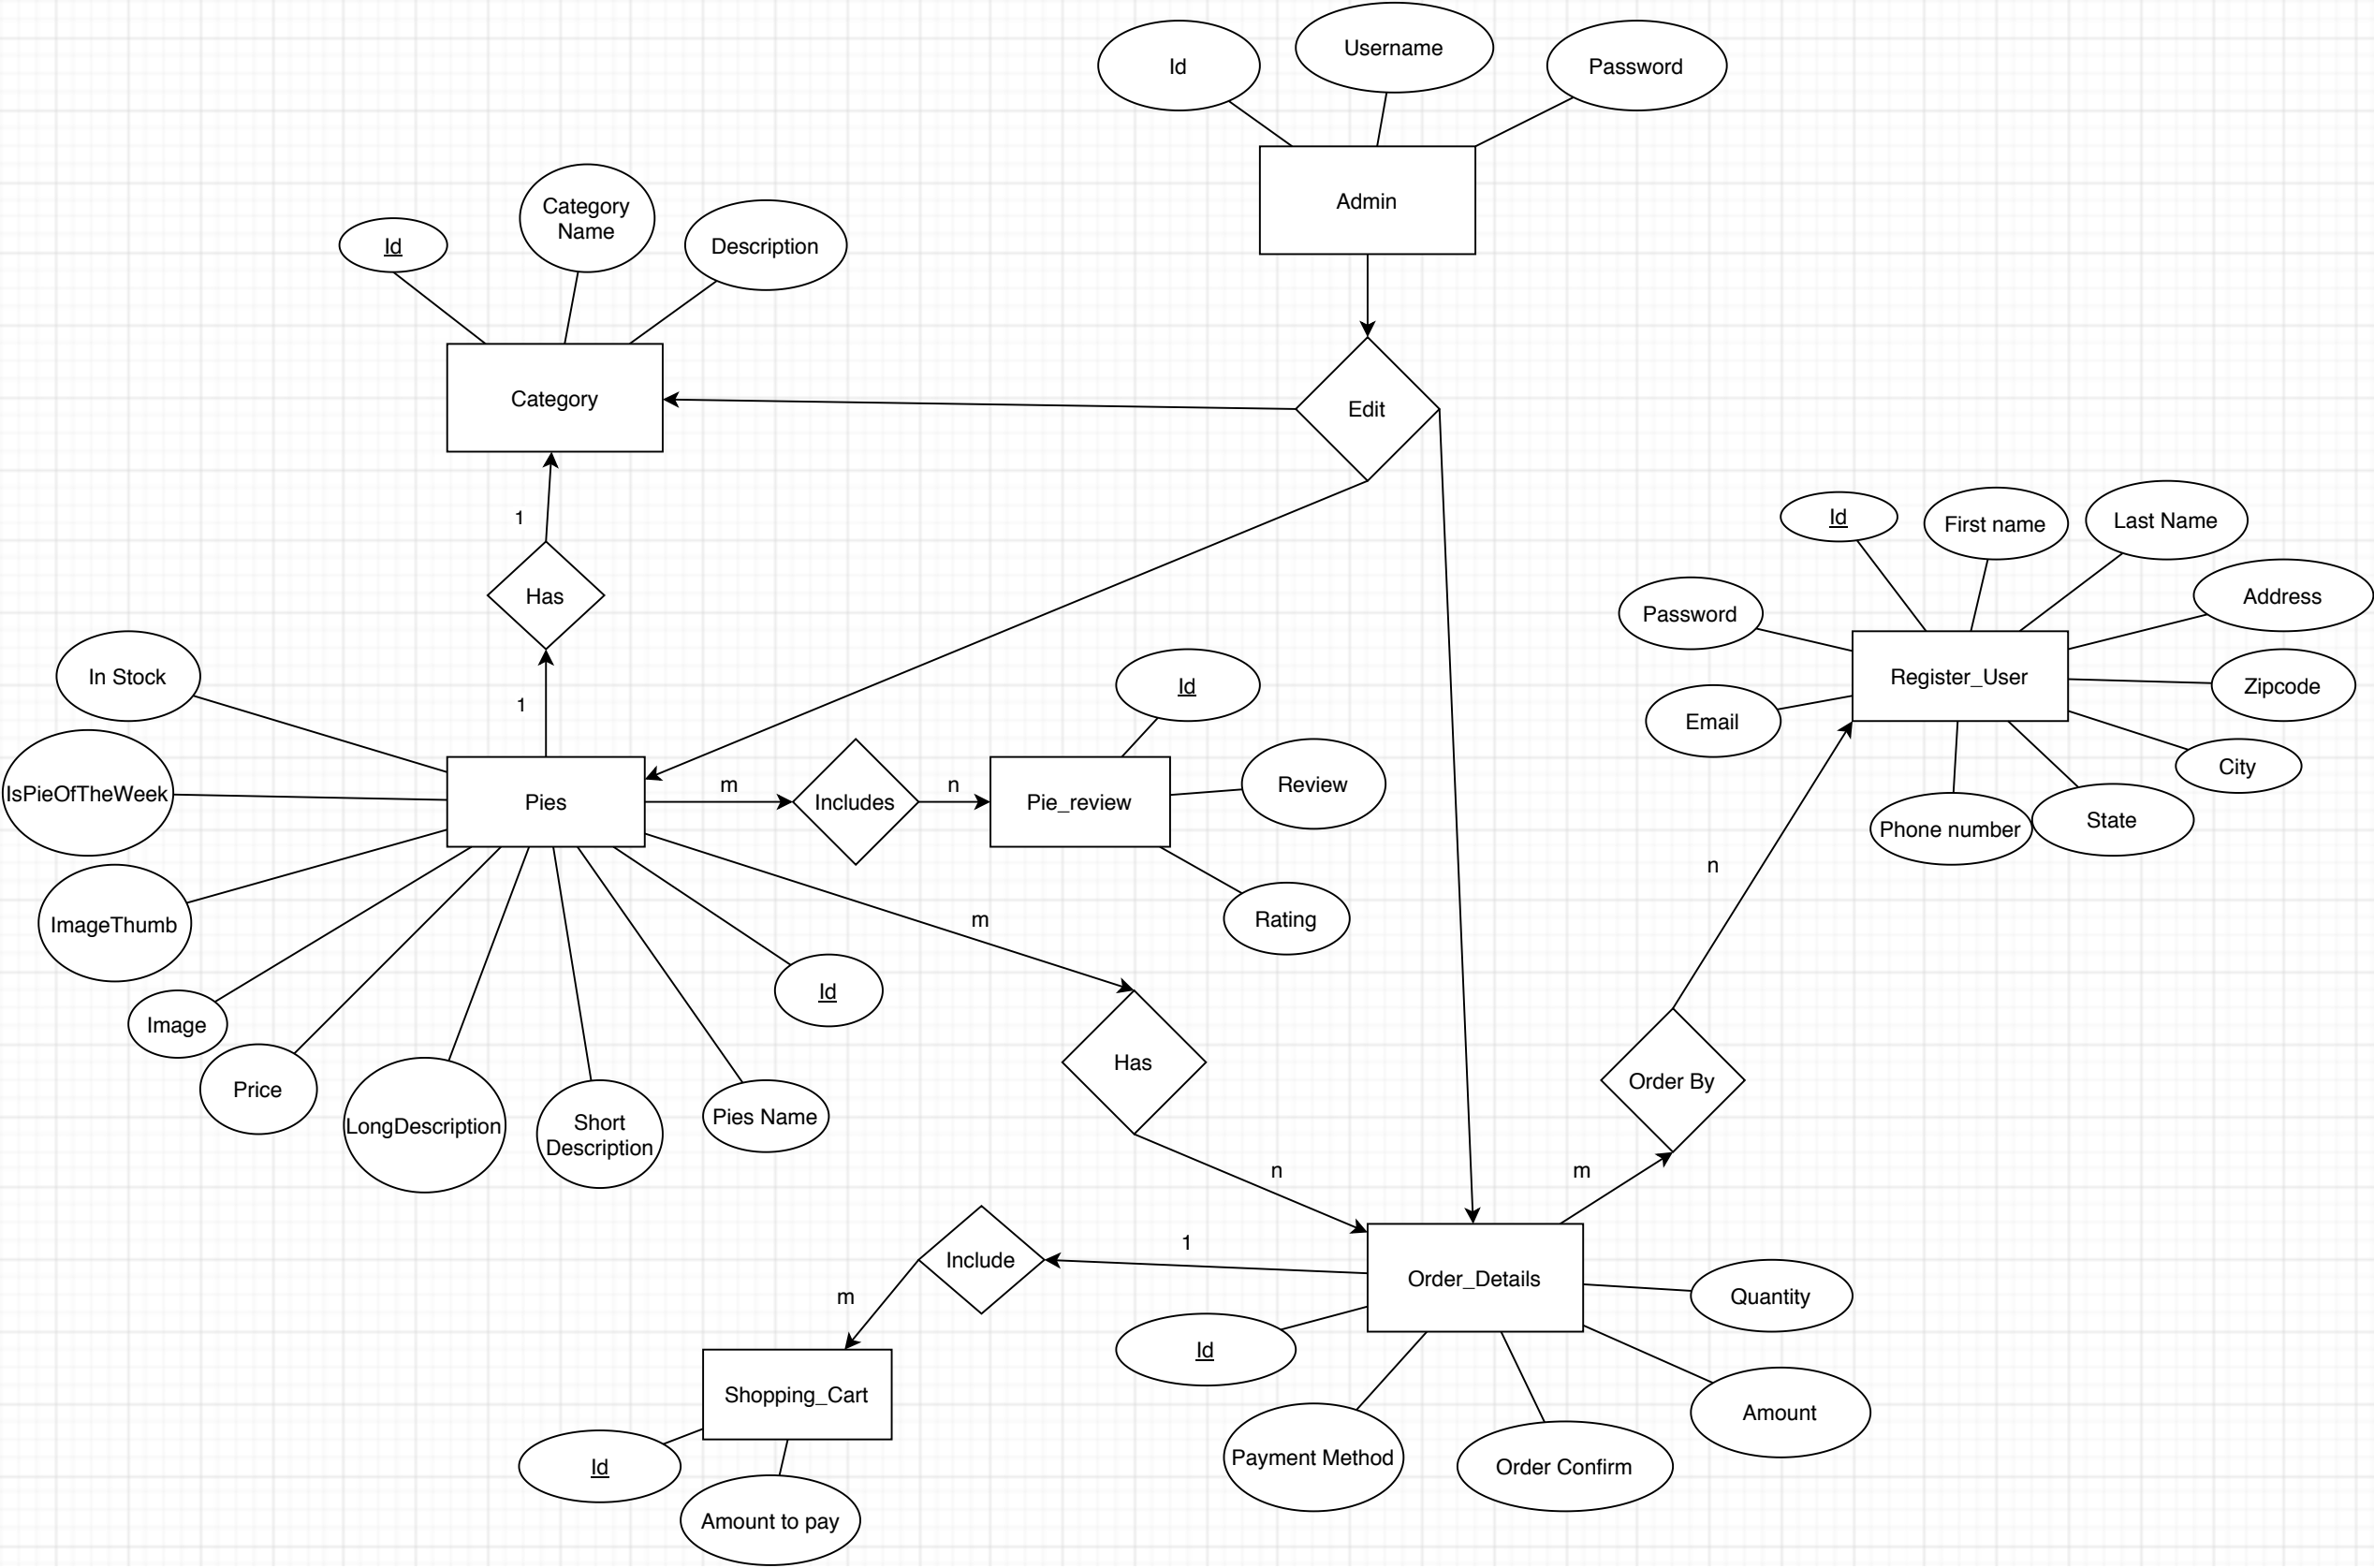 Id
Username
Password
Admin
Id
Category
Name
Description
Category
Edit
1
Has
1
Id
First name
Last Name
Password
Address
Register_User
Email
Zipcode
City
Phone number
State
n
In Stock
IsPieOfTheWeek
ImageThumb
Image
Price
LongDescription
Short
Description
Pies Name
Id
Pies
m
Includes
n
Pie_review
Id
Review
Rating
m
Has
n
Order By
m
Include
1
m
Order_Details
Quantity
Id
Amount
Payment Method
Order Confirm
Shopping_Cart
Id
Amount to pay